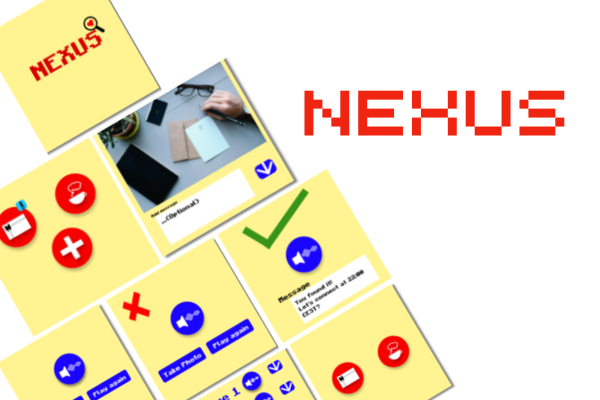 NEXUS
NEXUS
Add message
...(Optional)
1
Message
You found it!
Let's connect at 22:00
CEST?
Take Photo
Play again
Play again
1